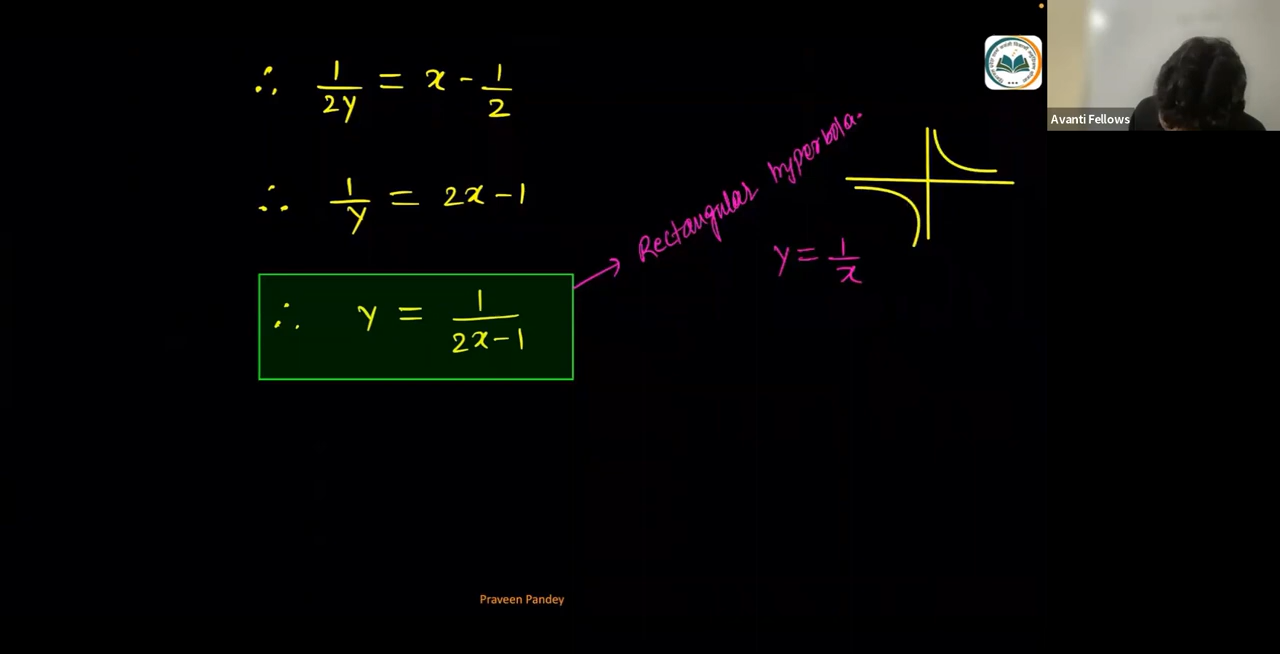 ∴ 1/2y = x - 1/2
∴ 1/y = 2x - 1
∴ y = 1/2x-1
Rectangular hyperbola.
y = 1/x
Avanti Fellows
Praveen Pandey